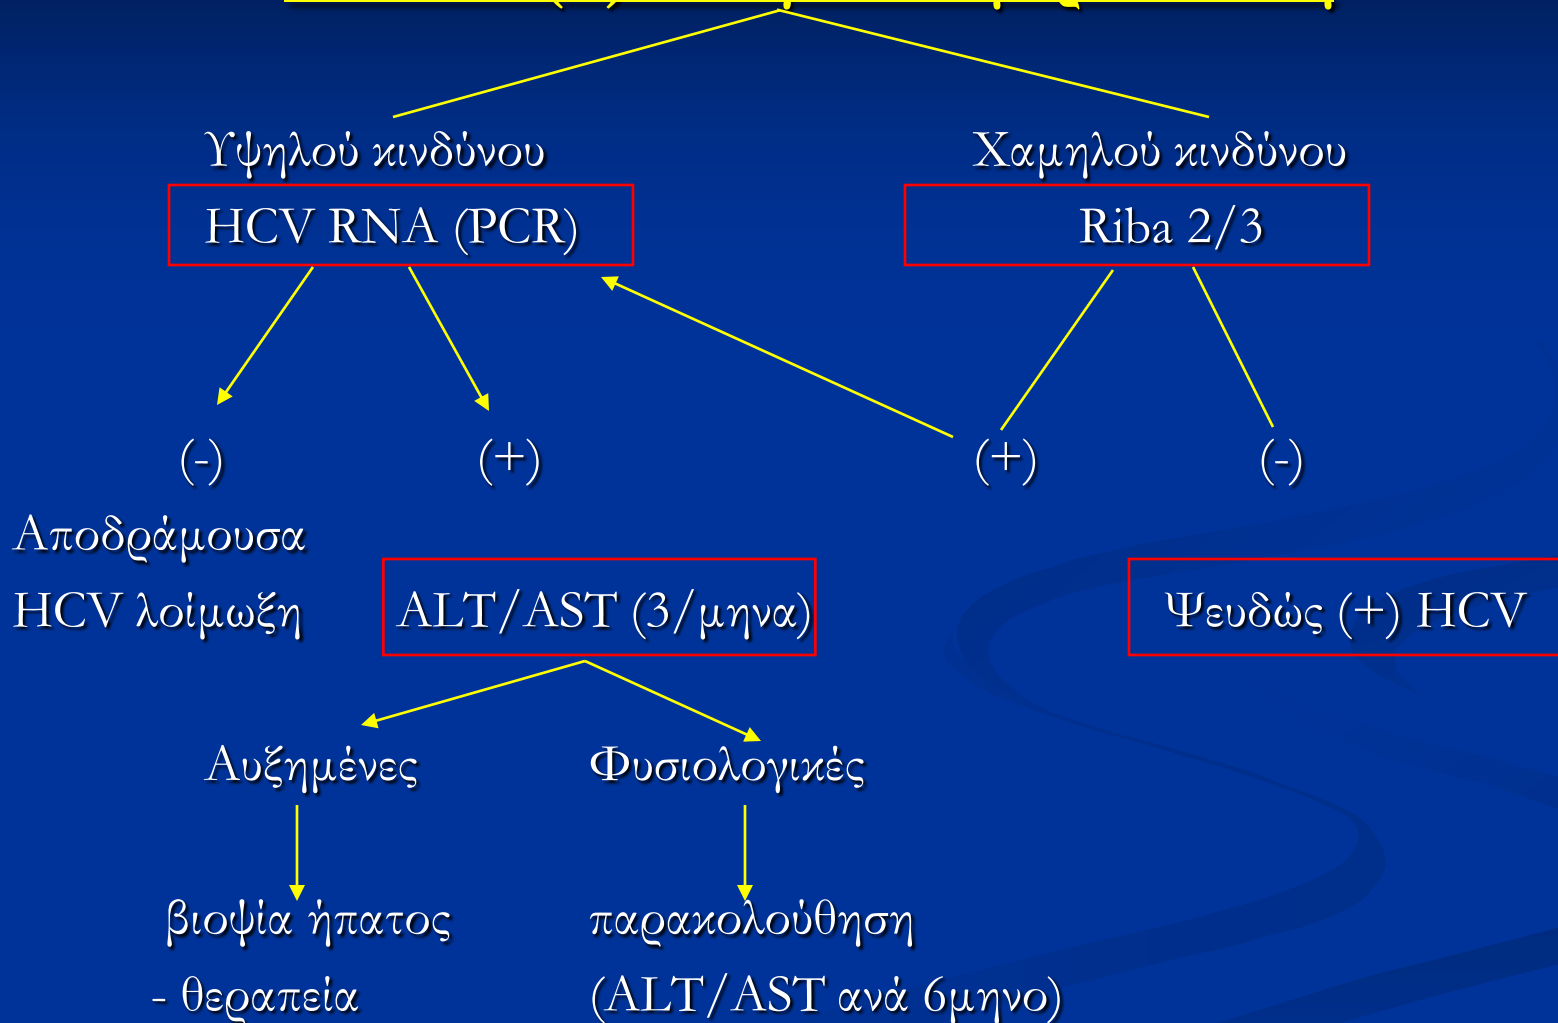 Υψηλού κινδύνου
Χαμηλού κινδύνου
HCV RNA (PCR)
Riba 2/3
(-)
(+)
(+)
(-)
Αποδράμουσα
HCV λοίμωξη
ALT/AST (3/μηνα)
Ψευδώς (+) HCV
Αυξημένες
Φυσιολογικές
βιοψία ήπατος
- θεραπεία
παρακολούθηση
(ALT/AST ανά 6μηνο)